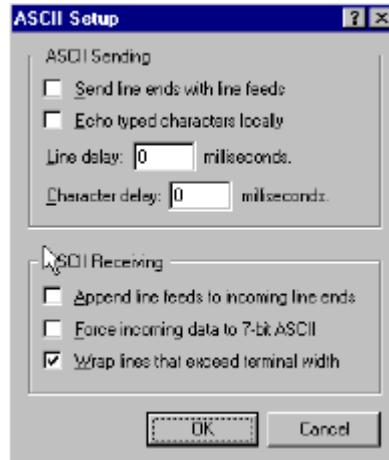 ASCII Setup
ASCII Sending
Send line ends with line feeds
Echo typed characters locally
Line delay: 0 milliseconds.
Character delay: 0 milliseconds.
ASCII Receiving
Append line feeds to incoming line ends
Force incoming data to 7-bit ASCII
Wrap lines that exceed terminal width
OK Cancel